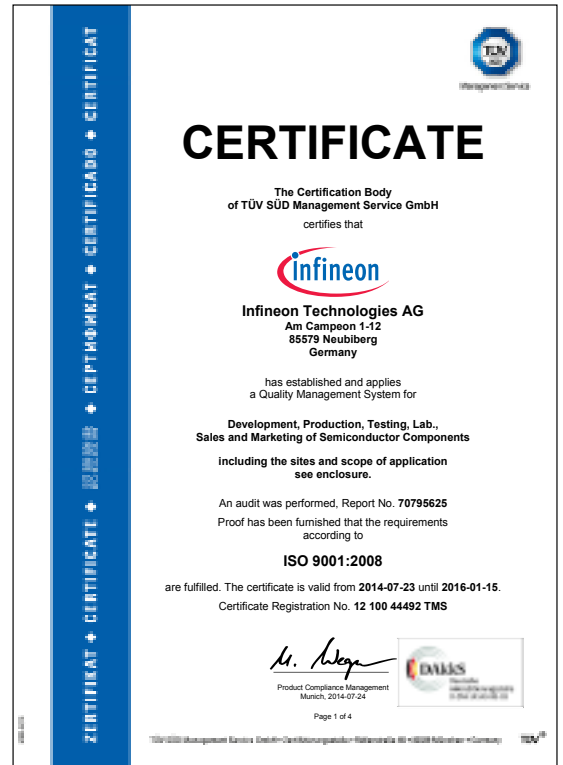 TÜV
Management Service
CERTIFICATE
The Certification Body
of TÜV SÜD Management Service GmbH
certifies that
infineon
Infineon Technologies AG
Am Campeon 1-12
85579 Neubiberg
Germany
has established and applies
a Quality Management System for
Development, Production, Testing, Lab.,
Sales and Marketing of Semiconductor Components
including the sites and scope of application
see enclosure.
An audit was performed, Report No. 70795625
Proof has been furnished that the requirements
according to
ISO 9001:2008
are fulfilled. The certificate is valid from 2014-07-23 until 2016-01-15.
Certificate Registration No. 12 100 44492 TMS
DAkkS
Product Compliance Management
Munich, 2014-07-24
Page 1 of 4
TÜV®
ZERTIFIKAT ◆ CERTIFICATE ◆ ◆ СЕРТИФИКАТ ◆ CERTIFICADO ◆ CERTIFICAT